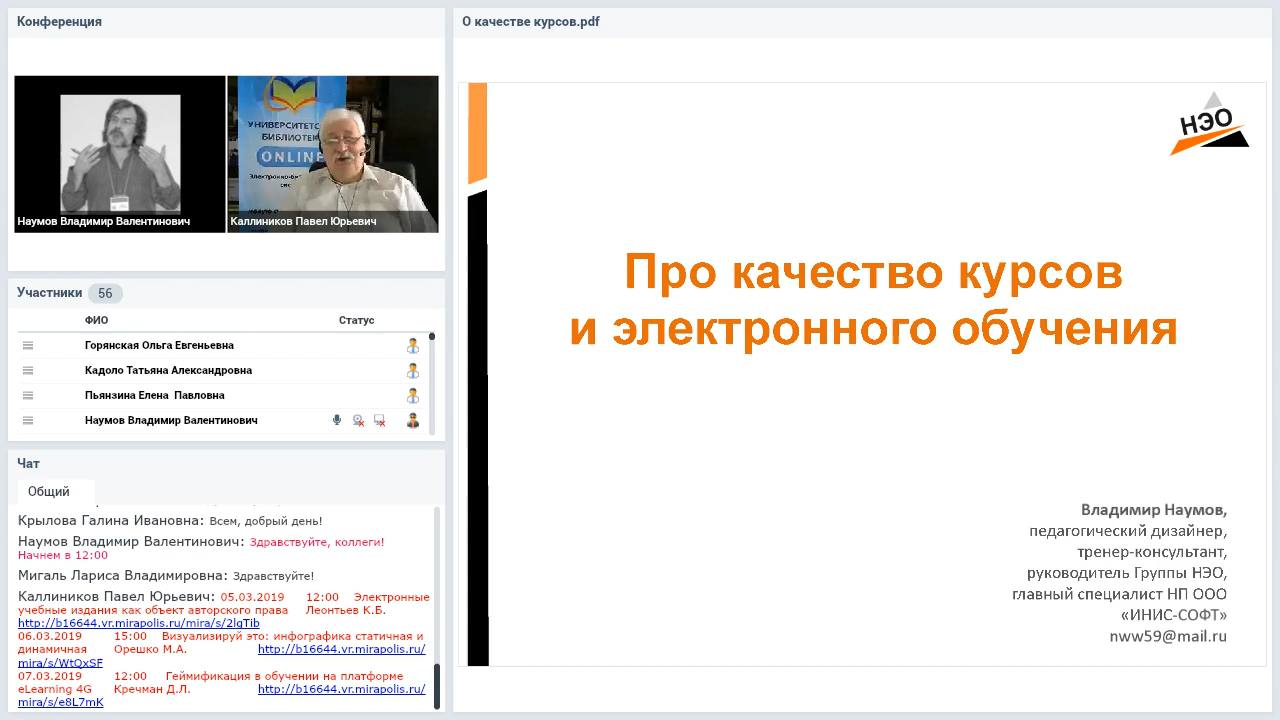 Конференция
УНИВЕРСИТЕТС
БИБЛИОТЕК
ONLINE
Наумов Владимир Валентинович
Каллиников Павел Юрьевич
Участники 56
ФИО Статус
Горянская Ольга Евгеньевна
Кадоло Татьяна Александровна
Пьянзина Елена Павловна
Наумов Владимир Валентинович
Чат
Общий
Крылова Галина Ивановна: Всем, добрый день!
Наумов Владимир Валентинович: Здравствуйте, коллеги!
Начнем в 12:00
Мигаль Лариса Владимировна: Здравствуйте!
Каллиников Павел Юрьевич: 05.03.2019 12:00 Электронные
учебные издания как объект авторского права Леонтьев К.Б.
http://b16644.vr.mirapolis.ru/mira/s/2lgTib
06.03.2019 15:00 Визуализируй это: инфографика статичная и
динамичная Орешко М.А. http://b16644.vr.mirapolis.ru/
mira/s/WtQxSF
07.03.2019 12:00 Геймификация в обучении на платформе
eLearning 4G Кречман Д.Л. http://b16644.vr.mirapolis.ru/
mira/s/e8L7mK
О качестве курсов.pdf
НЭО
Про качество курсов
и электронного обучения
Владимир Наумов,
педагогический дизайнер,
тренер-консультант,
руководитель Группы НЭО,
главный специалист НП ООО
«ИНИС-СОФТ»
nww59@mail.ru